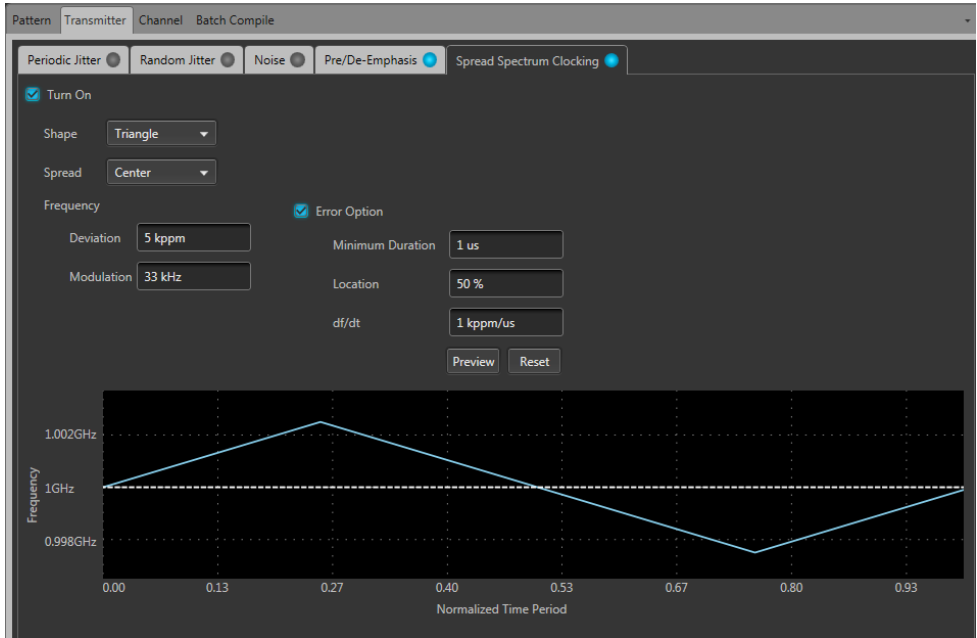 Pattern Transmitter Channel Batch Compile
Periodic Jitter Random Jitter Noise Pre/De-Emphasis Spread Spectrum Clocking
Turn On
Shape Triangle
Spread Center
Frequency
Error Option
Deviation 5 kppm
Minimum Duration 1 us
Modulation 33 kHz
Location 50 %
df/dt 1 kppm/us
Preview Reset
1.002GHz
1GHz
0.998GHz
Frequency
0.00 0.13 0.27 0.40 0.53 0.67 0.80 0.93
Normalized Time Period